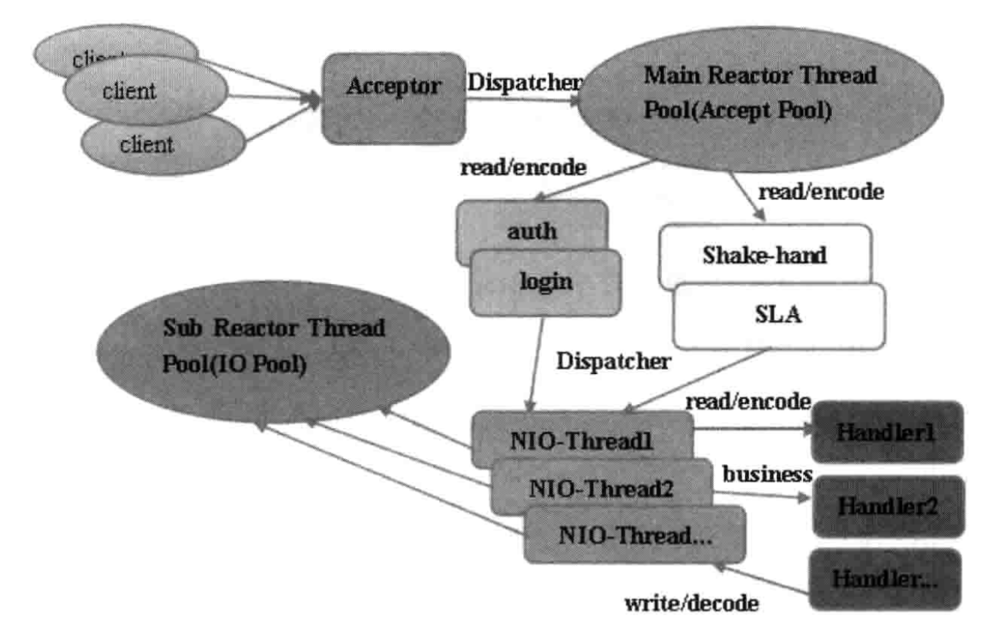 client
client
client
Acceptor
Dispatcher
Main Reactor Thread
Pool(Accept Pool)
read/encode
read/encode
auth
login
Shake-hand
SLA
Sub Reactor Thread
Pool(IO Pool)
Dispatcher
read/encode
NIO-Thread1
Handler1
business
NIO-Thread2
Handler2
NIO-Thread...
Handler...
write/decode